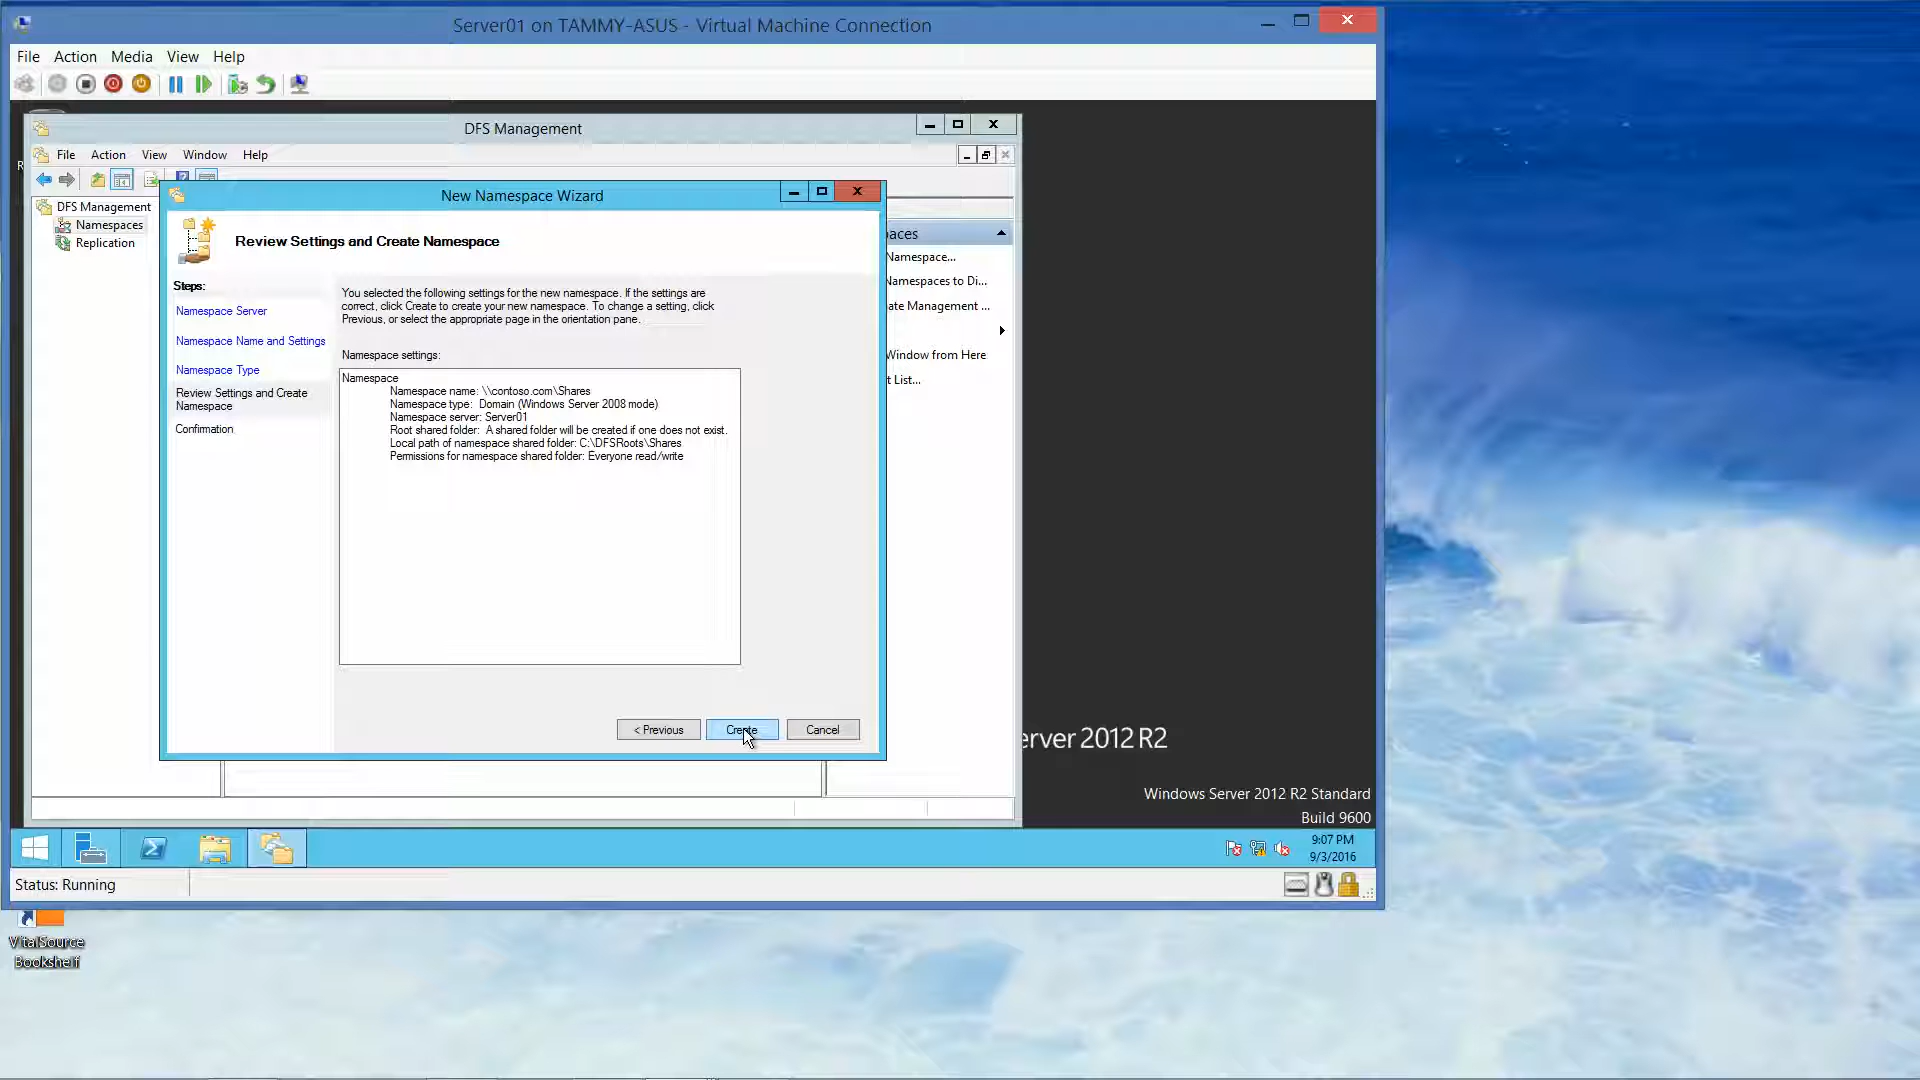 Server01 on TAMMY-ASUS - Virtual Machine Connection
File Action Media View Help
DFS Management
File Action View Window Help
DFS Management
Namespaces
Replication
New Namespace Wizard
Review Settings and Create Namespace
Steps:
Namespace Server
Namespace Name and Settings
Namespace Type
Review Settings and Create
Namespace
Confirmation
You selected the following settings for the new namespace. If the settings are
correct, click Create to create your new namespace. To change a setting, click
Previous, or select the appropriate page in the orientation pane.
Namespace settings:
Namespace
Namespace name: \\contoso.com\Shares
Namespace type: Domain (Windows Server 2008 mode)
Namespace server: Server01
Root shared folder: A shared folder will be created if one does not exist.
Local path of namespace shared folder: C:\DFSRoots\Shares
Permissions for namespace shared folder: Everyone read/write
< Previous Create Cancel
aces
Namespace...
Namespaces to Di...
ate Management ...
Window from Here
t List...
erver 2012 R2
Windows Server 2012 R2 Standard
Build 9600
9:07 PM
9/3/2016
Status: Running
VitalSource
Bookshelf